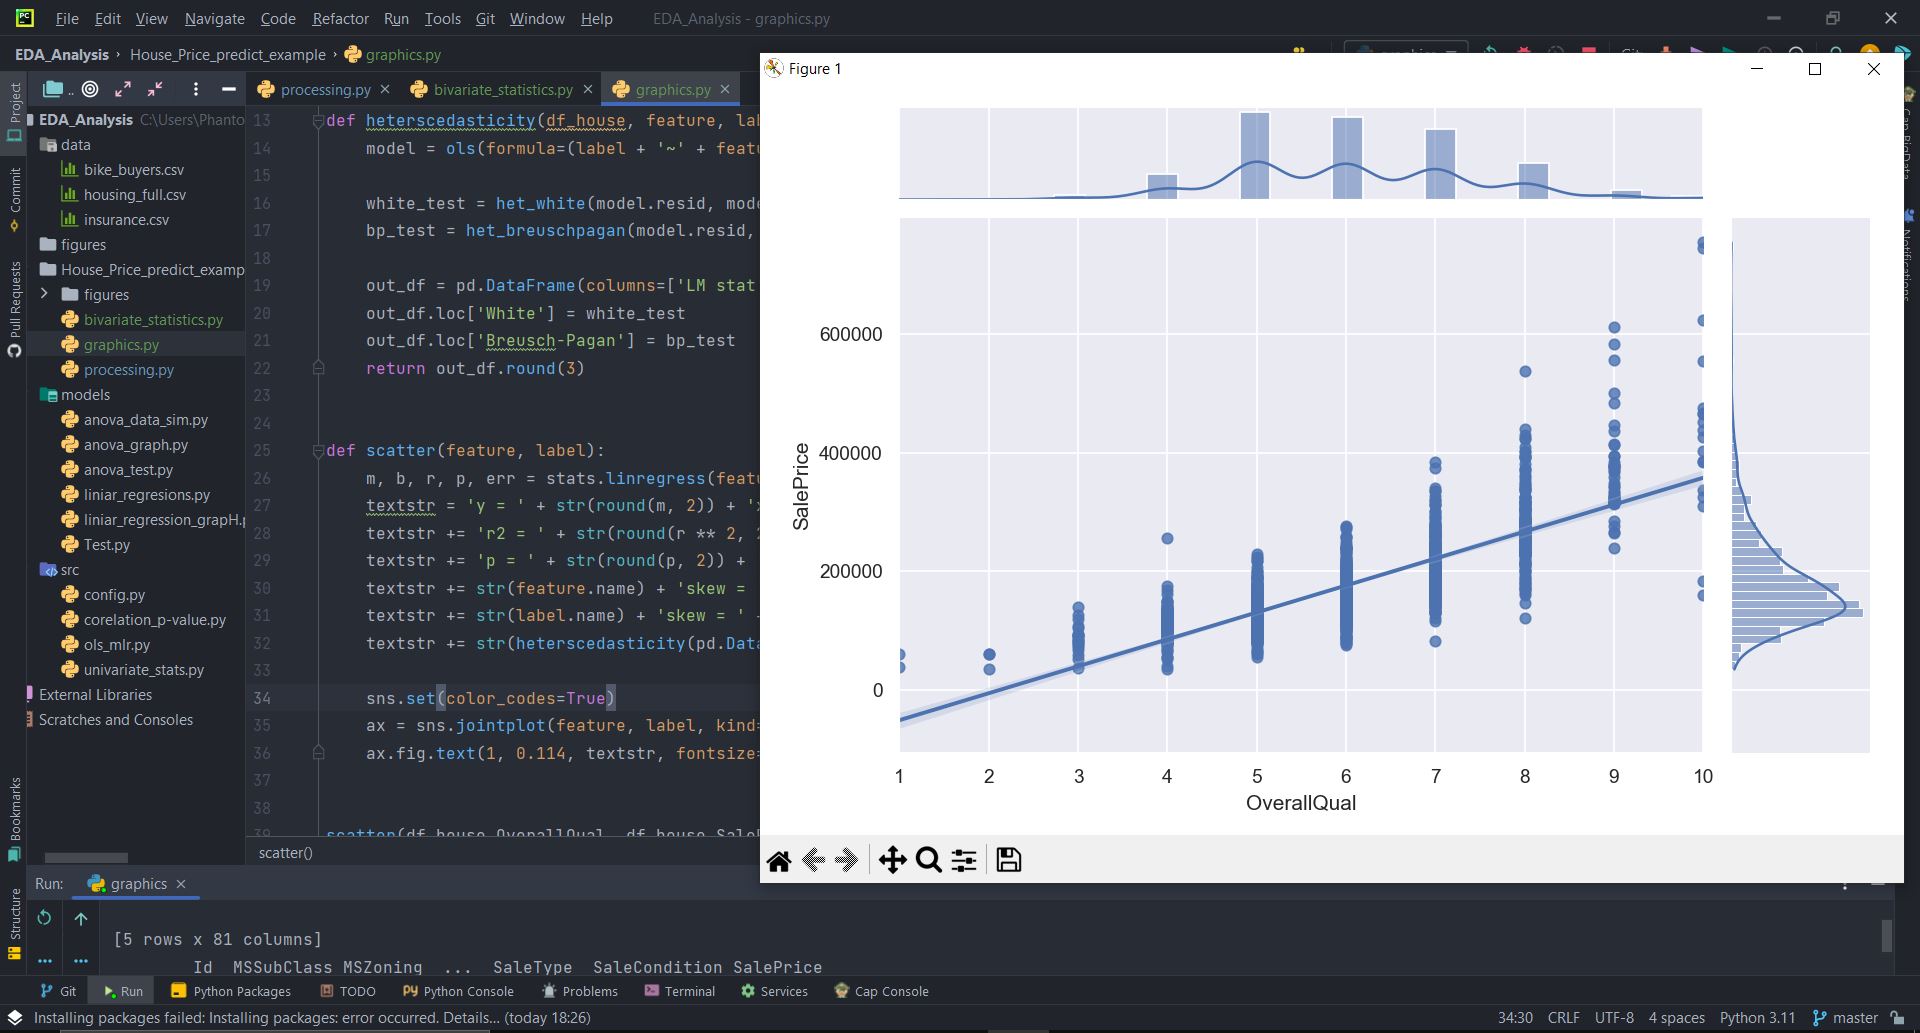 File Edit View Navigate Code Refactor Run Tools Git Window Help EDA_Analysis - graphics.py
EDA_Analysis › House_Price_predict_example › graphics.py
Project
Commit
Pull Requests
Bookmarks
Structure
Notifications
EDA_Analysis C:\Users\Phanto
data
bike_buyers.csv
housing_full.csv
insurance.csv
figures
House_Price_predict_examp
figures
bivariate_statistics.py
graphics.py
processing.py
models
anova_data_sim.py
anova_graph.py
anova_test.py
liniar_regresions.py
liniar_regression_grapH.p
Test.py
src
config.py
corelation_p-value.py
ols_mlr.py
univariate_stats.py
External Libraries
Scratches and Consoles
processing.py bivariate_statistics.py graphics.py
13 def heterscedasticity(df_house, feature, lab
14 model = ols(formula=(label + '~' + featu
15
16 white_test = het_white(model.resid, mode
17 bp_test = het_breuschpagan(model.resid,
18
19 out_df = pd.DataFrame(columns=['LM stat
20 out_df.loc['White'] = white_test
21 out_df.loc['Breusch-Pagan'] = bp_test
22 return out_df.round(3)
23
24
25 def scatter(feature, label):
26 m, b, r, p, err = stats.linregress(featu
27 textstr = 'y = ' + str(round(m, 2)) + 'x
28 textstr += 'r2 = ' + str(round(r ** 2, 2
29 textstr += 'p = ' + str(round(p, 2)) +
30 textstr += str(feature.name) + 'skew =
31 textstr += str(label.name) + 'skew = ' +
32 textstr += str(heterscedasticity(pd.Data
33
34 sns.set(color_codes=True)
35 ax = sns.jointplot(feature, label, kind=
36 ax.fig.text(1, 0.114, textstr, fontsize=
37
38
39 scatter(df_house.OverallQual, df_house.SaleP
scatter()
Figure 1
600000
400000
200000
0
SalePrice
1 2 3 4 5 6 7 8 9 10
OverallQual
Run: graphics
[5 rows x 81 columns]
Id MSSubClass MSZoning ... SaleType SaleCondition SalePrice
Git Run Python Packages TODO Python Console Problems Terminal Services Cap Console
Installing packages failed: Installing packages: error occurred. Details... (today 18:26)
34:30 CRLF UTF-8 4 spaces Python 3.11 master